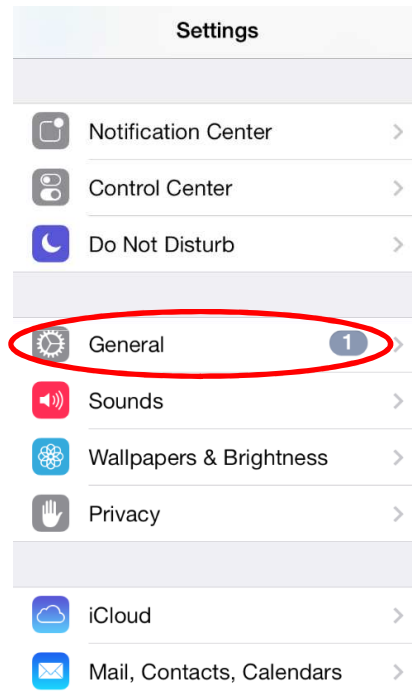 Settings
Notification Center
Control Center
Do Not Disturb
General 1
Sounds
Wallpapers & Brightness
Privacy
iCloud
Mail, Contacts, Calendars